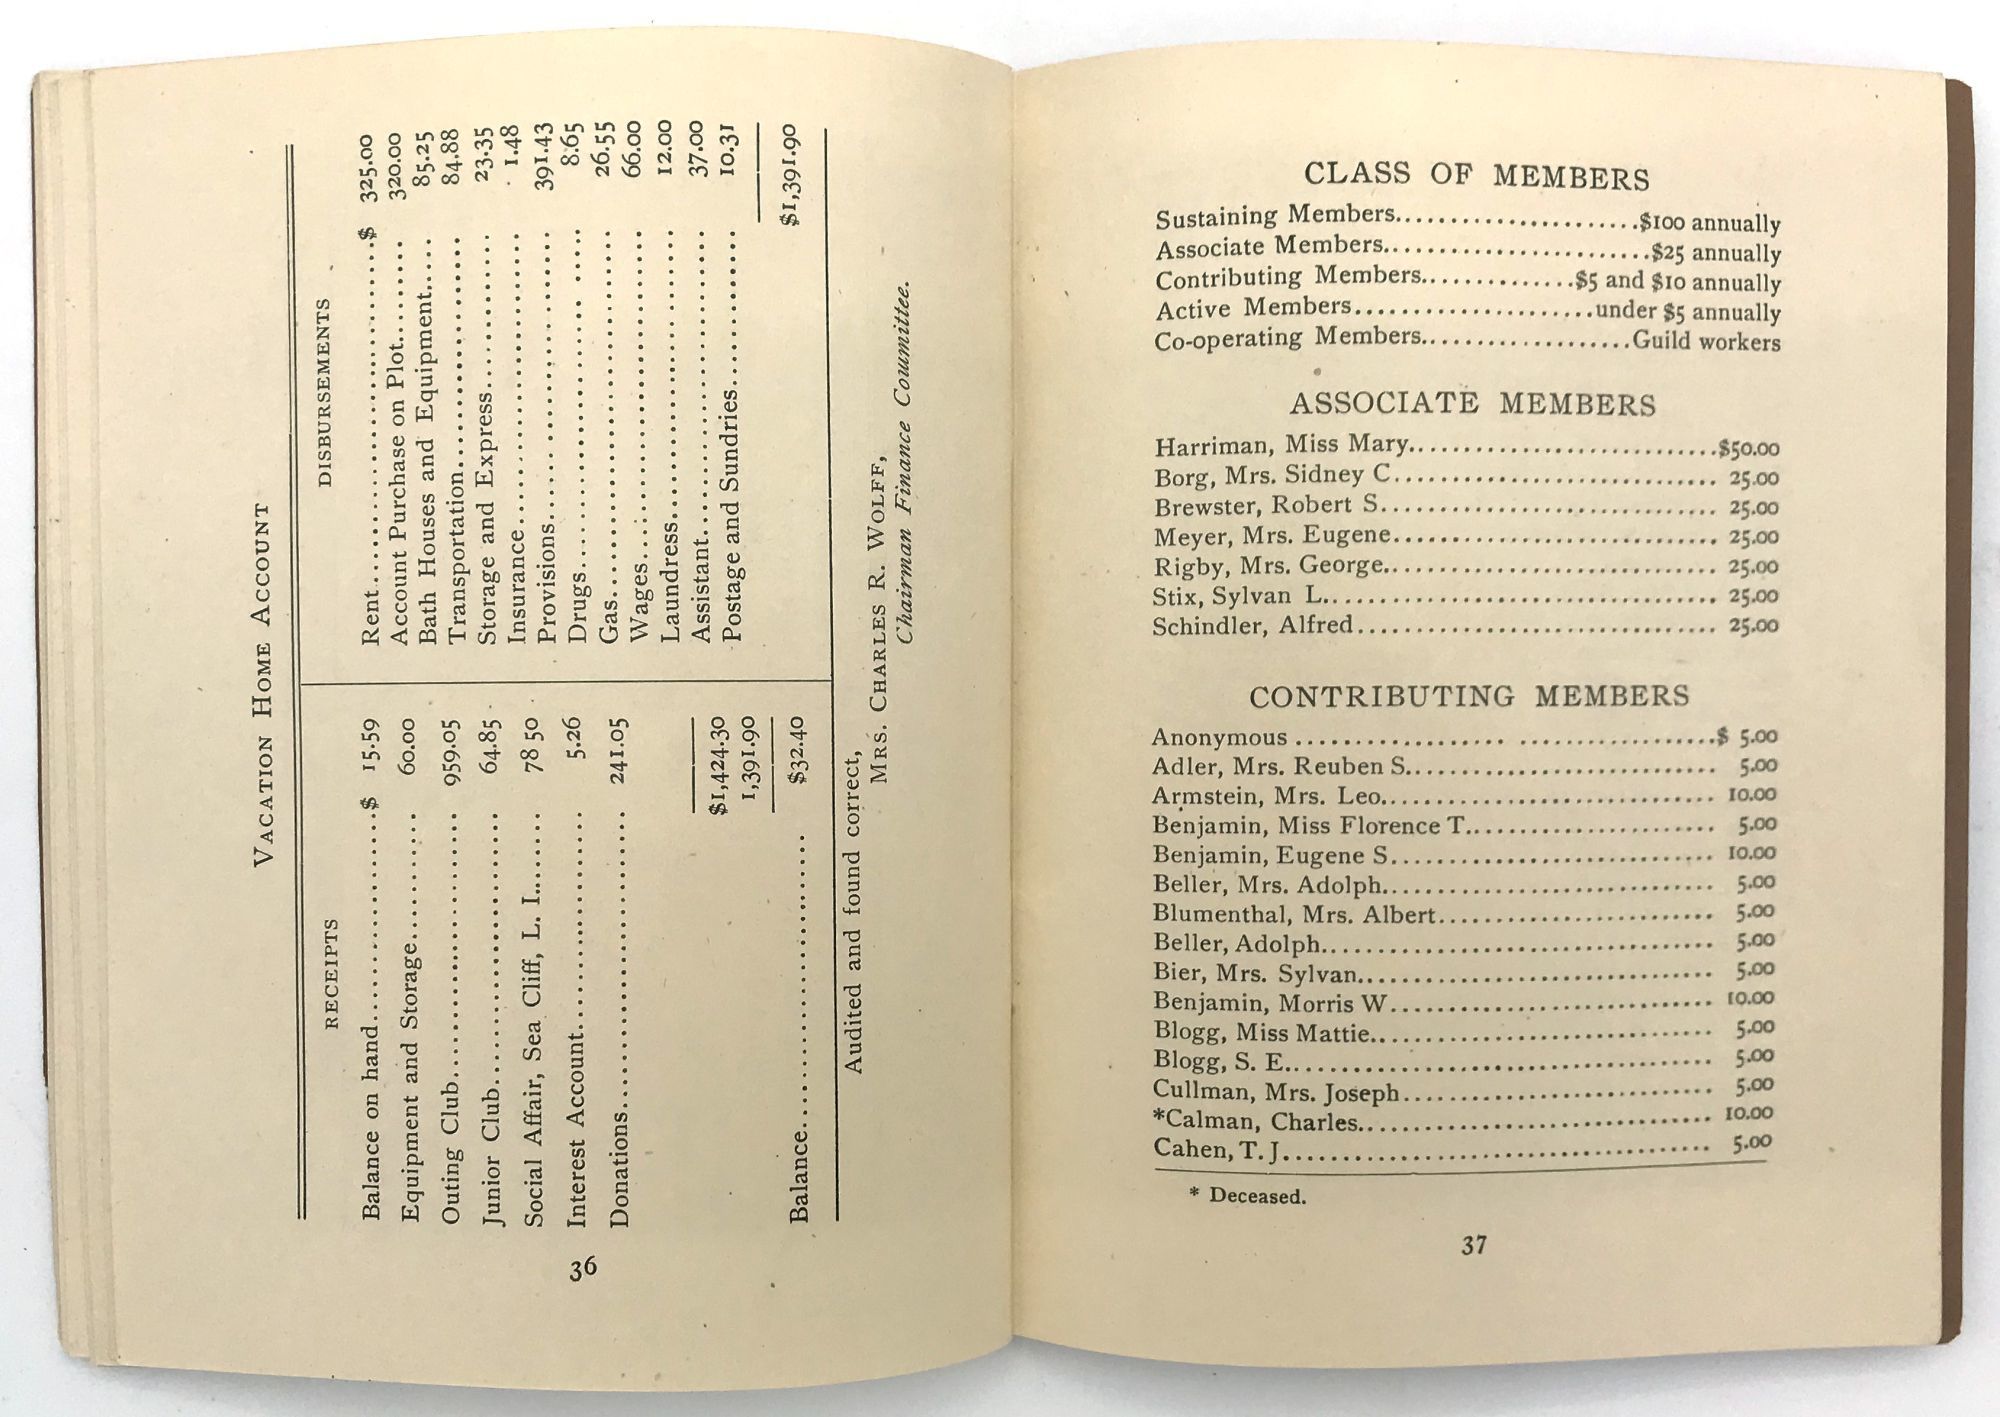 VACATION HOME ACCOUNT
RECEIPTS
Balance on hand..............................$ 15.59
Equipment and Storage............ 60.00
Outing Club.............................. 959.05
Junior Club.............................. 64.85
Social Affair, Sea Cliff, L. I....... 78 50
Interest Account...................... 5.26
Donations................................ 241.05
$1,424.30
1,391.90
Balance.............................. $32.40
DISBURSEMENTS
Rent....................................$ 325.00
Account Purchase on Plot........ 320.00
Bath Houses and Equipment.... 85.25
Transportation........................ 84.88
Storage and Express................ 23.35
Insurance............................... 1.48
Provisions.............................. 391.43
Drugs.................................... 8.65
Gas....................................... 26.55
Wages................................... 66.00
Laundress.............................. 12.00
Assistant................................ 37.00
Postage and Sundries.............. 10.31
$1,391.90
Audited and found correct,
MRS. CHARLES R. WOLFF,
Chairman Finance Committee.
36
CLASS OF MEMBERS
Sustaining Members......................$100 annually
Associate Members........................$25 annually
Contributing Members..............$5 and $10 annually
Active Members......................under $5 annually
Co-operating Members...................Guild workers
ASSOCIATE MEMBERS
Harriman, Miss Mary............................$50.00
Borg, Mrs. Sidney C............................. 25.00
Brewster, Robert S.............................. 25.00
Meyer, Mrs. Eugene............................. 25.00
Rigby, Mrs. George.............................. 25.00
Stix, Sylvan L................................... 25.00
Schindler, Alfred................................ 25.00
CONTRIBUTING MEMBERS
Anonymous ......................................$ 5.00
Adler, Mrs. Reuben S............................ 5.00
Armstein, Mrs. Leo.............................. 10.00
Benjamin, Miss Florence T....................... 5.00
Benjamin, Eugene S............................. 10.00
Beller, Mrs. Adolph.............................. 5.00
Blumenthal, Mrs. Albert......................... 5.00
Beller, Adolph................................... 5.00
Bier, Mrs. Sylvan................................ 5.00
Benjamin, Morris W............................. 10.00
Blogg, Miss Mattie............................... 5.00
Blogg, S. E....................................... 5.00
Cullman, Mrs. Joseph............................ 5.00
*Calman, Charles................................ 10.00
Cahen, T. J....................................... 5.00
* Deceased.
37